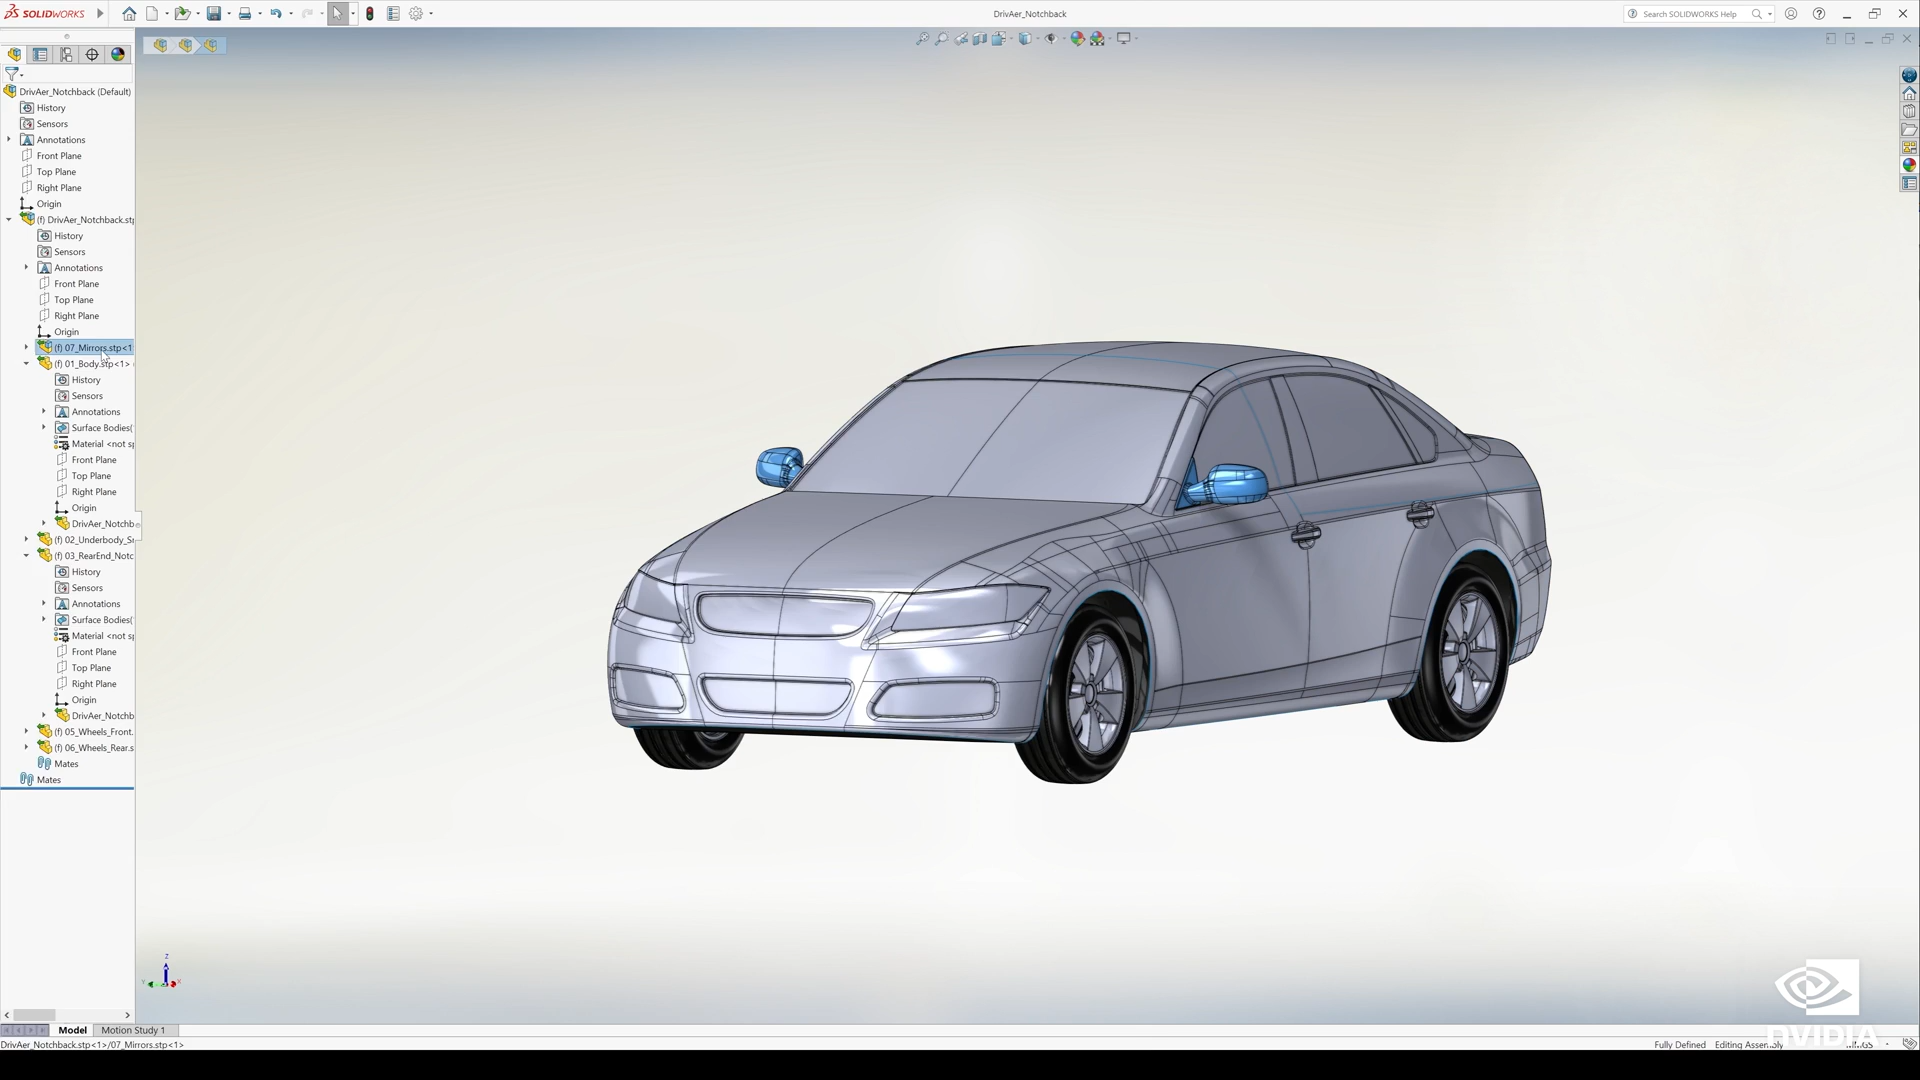 SOLIDWORKS
DrivAer_Notchback
Search SOLIDWORKS Help
DrivAer_Notchback (Default)
History
Sensors
Annotations
Front Plane
Top Plane
Right Plane
Origin
(f) DrivAer_Notchback.stp
History
Sensors
Annotations
Front Plane
Top Plane
Right Plane
Origin
(f) 07_Mirrors.stp<1
(f) 01_Body.stp<1>
History
Sensors
Annotations
Surface Bodies(
Material <not sp
Front Plane
Top Plane
Right Plane
Origin
DrivAer_Notchb
(f) 02_Underbody_Sm
(f) 03_RearEnd_Notc
History
Sensors
Annotations
Surface Bodies(
Material <not sp
Front Plane
Top Plane
Right Plane
Origin
DrivAer_Notchb
(f) 05_Wheels_Front.
(f) 06_Wheels_Rear.s
Mates
Mates
Z
Y
X
Model
Motion Study 1
DrivAer_Notchback.stp<1>/07_Mirrors.stp<1>
Fully Defined
Editing Assembly
NVIDIA